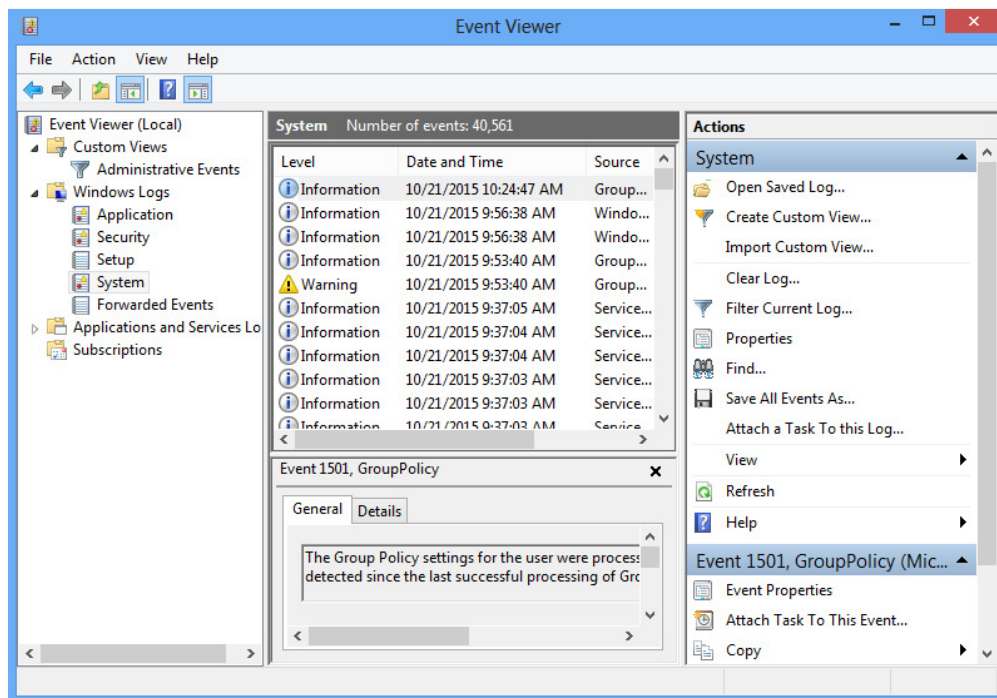 Event Viewer
File Action View Help
Event Viewer (Local)
Custom Views
Administrative Events
Windows Logs
Application
Security
Setup
System
Forwarded Events
Applications and Services Lo
Subscriptions
System Number of events: 40,561
Level Date and Time Source
Information 10/21/2015 10:24:47 AM Group...
Information 10/21/2015 9:56:38 AM Windo...
Information 10/21/2015 9:56:38 AM Windo...
Information 10/21/2015 9:53:40 AM Group...
Warning 10/21/2015 9:53:40 AM Group...
Information 10/21/2015 9:37:05 AM Service...
Information 10/21/2015 9:37:04 AM Service...
Information 10/21/2015 9:37:04 AM Service...
Information 10/21/2015 9:37:03 AM Service...
Information 10/21/2015 9:37:03 AM Service...
Information 10/21/2015 9:37:03 AM Service
Event 1501, GroupPolicy
General Details
The Group Policy settings for the user were process
detected since the last successful processing of Gro
Actions
System
Open Saved Log...
Create Custom View...
Import Custom View...
Clear Log...
Filter Current Log...
Properties
Find...
Save All Events As...
Attach a Task To this Log...
View
Refresh
Help
Event 1501, GroupPolicy (Mic...
Event Properties
Attach Task To This Event...
Copy